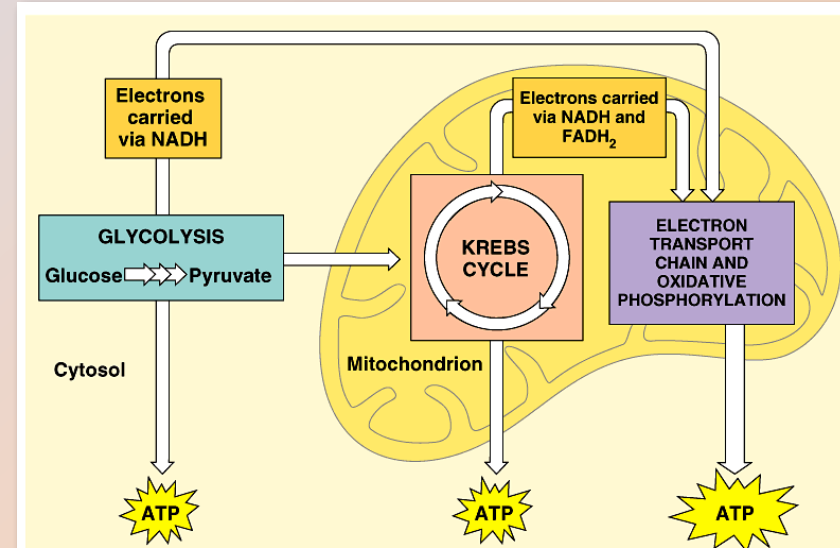 Electrons
carried
via NADH
Electrons carried
via NADH and
FADH₂
GLYCOLYSIS
Glucose Pyruvate
KREBS
CYCLE
ELECTRON
TRANSPORT
CHAIN AND
OXIDATIVE
PHOSPHORYLATION
Cytosol
Mitochondrion
ATP
ATP
ATP